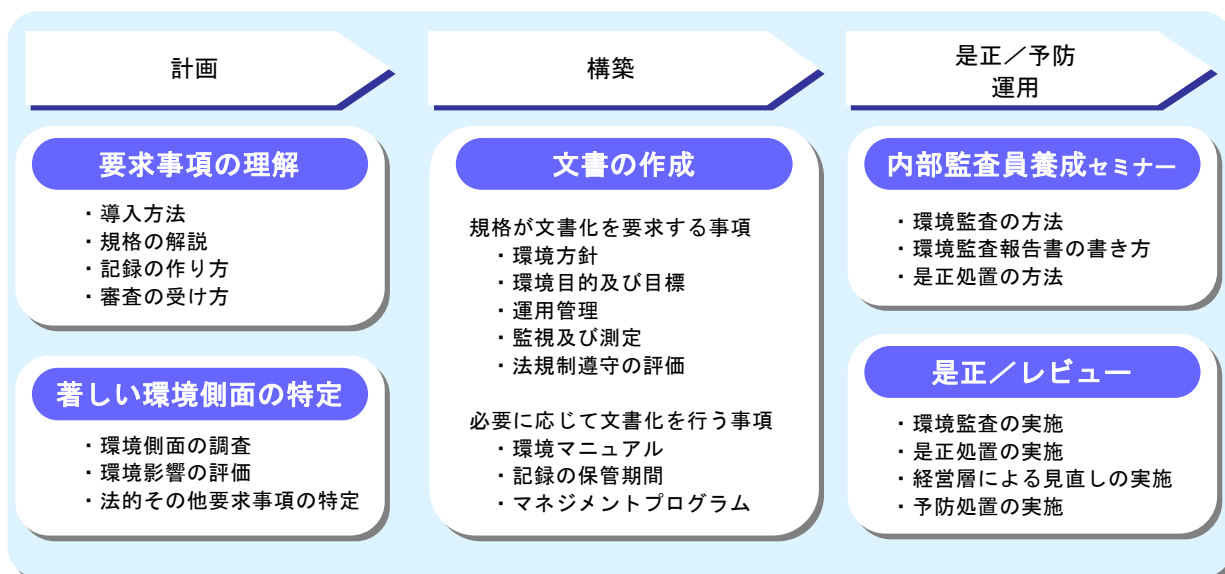 計画
要求事項の理解
・導入方法
・規格の解説
・記録の作り方
・審査の受け方
著しい環境側面の特定
・環境側面の調査
・環境影響の評価
・法的その他要求事項の特定
構築
文書の作成
規格が文書化を要求する事項
・環境方針
・環境目的及び目標
・運用管理
・監視及び測定
・法規制遵守の評価
必要に応じて文書化を行う事項
・環境マニュアル
・記録の保管期間
・マネジメントプログラム
是正／予防
運用
内部監査員養成セミナー
・環境監査の方法
・環境監査報告書の書き方
・是正処置の方法
是正／レビュー
・環境監査の実施
・是正処置の実施
・経営層による見直しの実施
・予防処置の実施